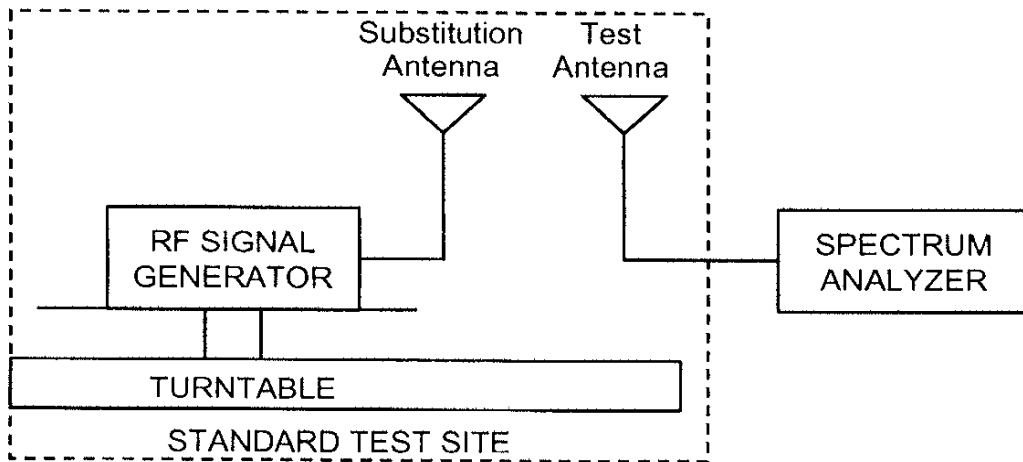 Substitution
Antenna
Test
Antenna
RF SIGNAL
GENERATOR
SPECTRUM
ANALYZER
TURNTABLE
STANDARD TEST SITE